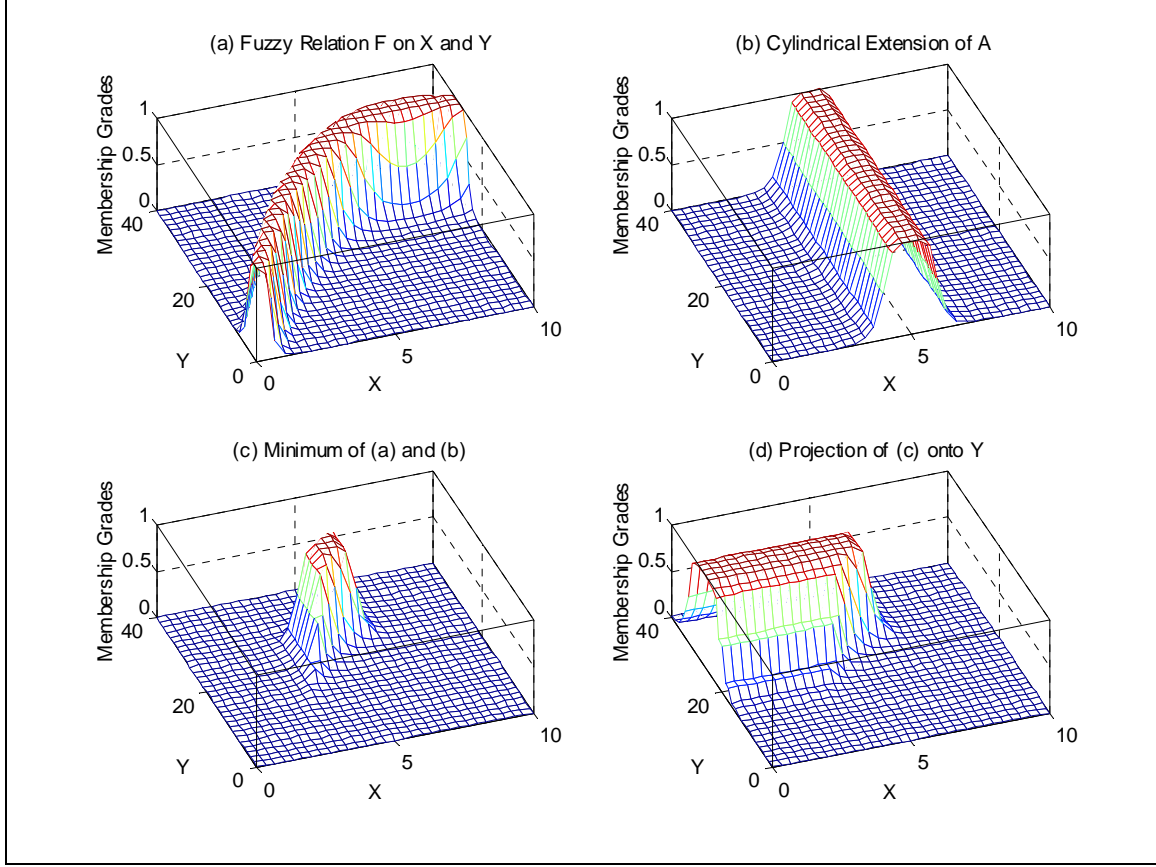 (a) Fuzzy Relation F on X and Y
Membership Grades
1
0.5
0
40
20
0
Y
0
5
10
X
(b) Cylindrical Extension of A
Membership Grades
1
0.5
0
40
20
0
Y
0
5
10
X
(c) Minimum of (a) and (b)
Membership Grades
1
0.5
0
40
20
0
Y
0
5
10
X
(d) Projection of (c) onto Y
Membership Grades
1
0.5
0
40
20
0
Y
0
5
10
X